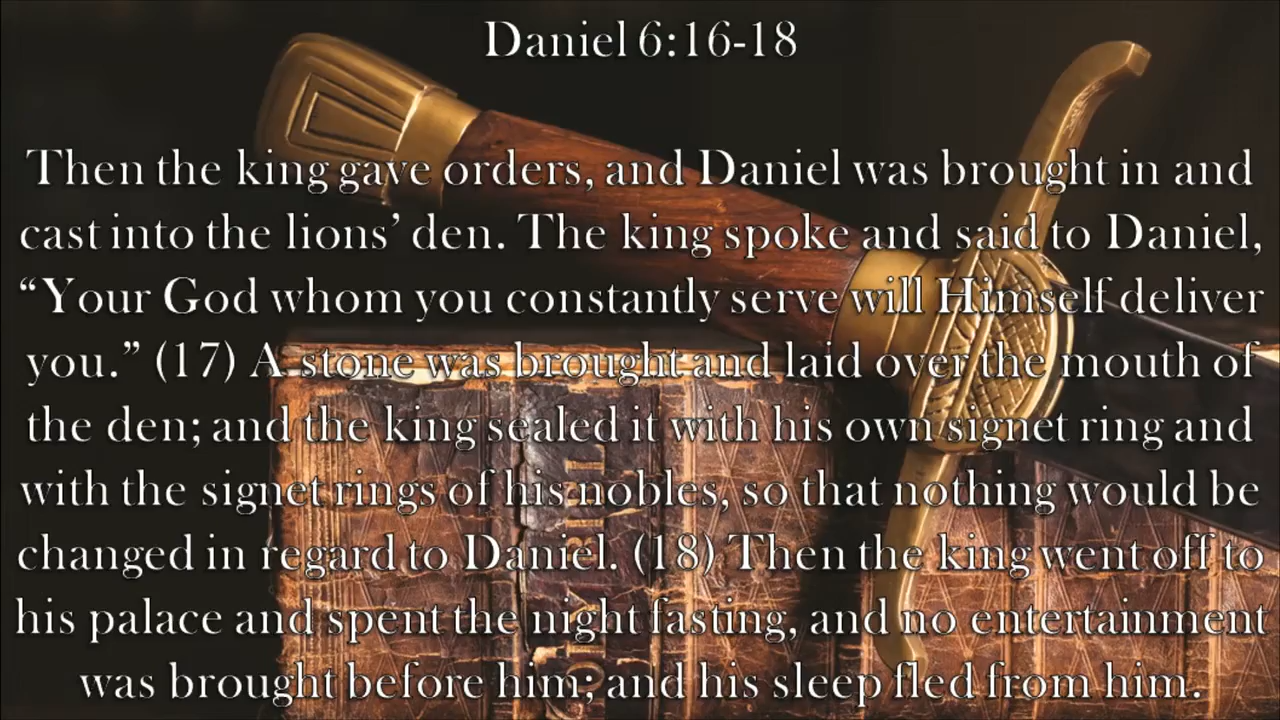 Daniel 6:16-18
Then the king gave orders, and Daniel was brought in and
cast into the lions’ den. The king spoke and said to Daniel,
“Your God whom you constantly serve will Himself deliver
you.” (17) A stone was brought and laid over the mouth of
the den; and the king sealed it with his own signet ring and
with the signet rings of his nobles, so that nothing would be
changed in regard to Daniel. (18) Then the king went off to
his palace and spent the night fasting, and no entertainment
was brought before him; and his sleep fled from him.